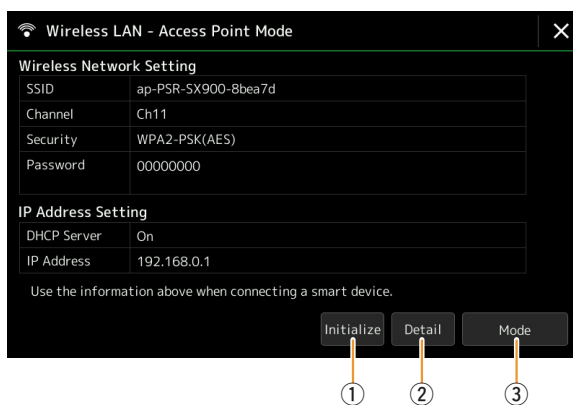 Wireless LAN - Access Point Mode
Wireless Network Setting
SSID ap-PSR-SX900-8bea7d
Channel Ch11
Security WPA2-PSK(AES)
Password 00000000
IP Address Setting
DHCP Server On
IP Address 192.168.0.1
Use the information above when connecting a smart device.
Initialize Detail Mode
① ② ③